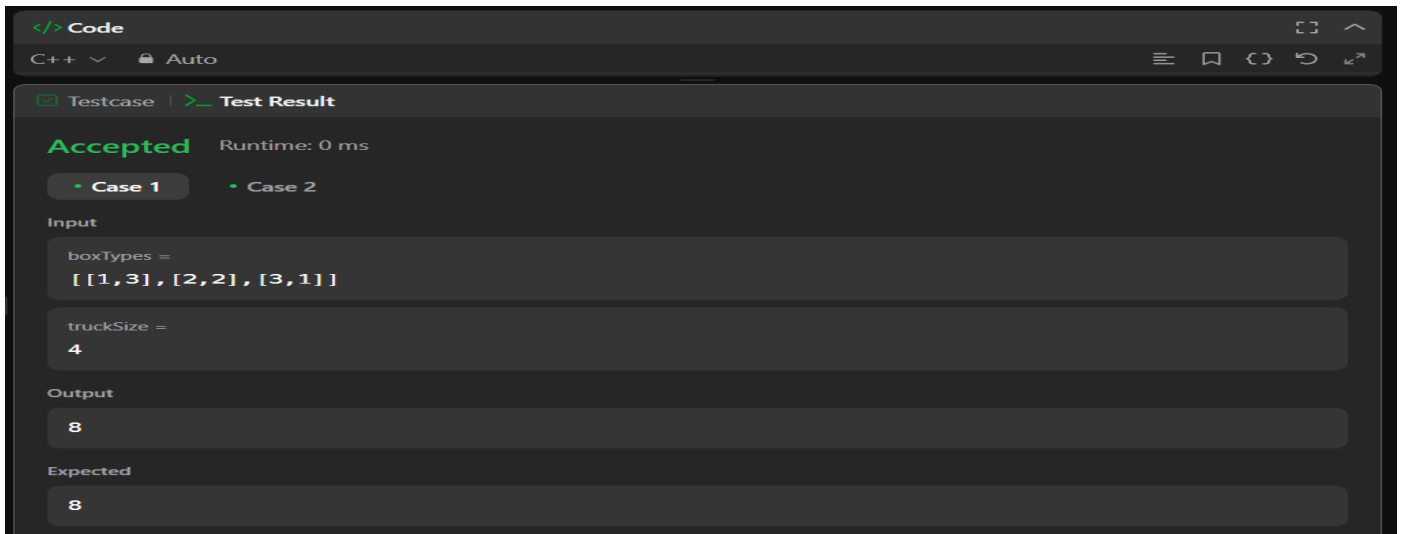 </> Code
C++ Auto
Testcase | >_ Test Result
Accepted Runtime: 0 ms
• Case 1 • Case 2
Input
boxTypes =
[[1,3],[2,2],[3,1]]
truckSize =
4
Output
8
Expected
8